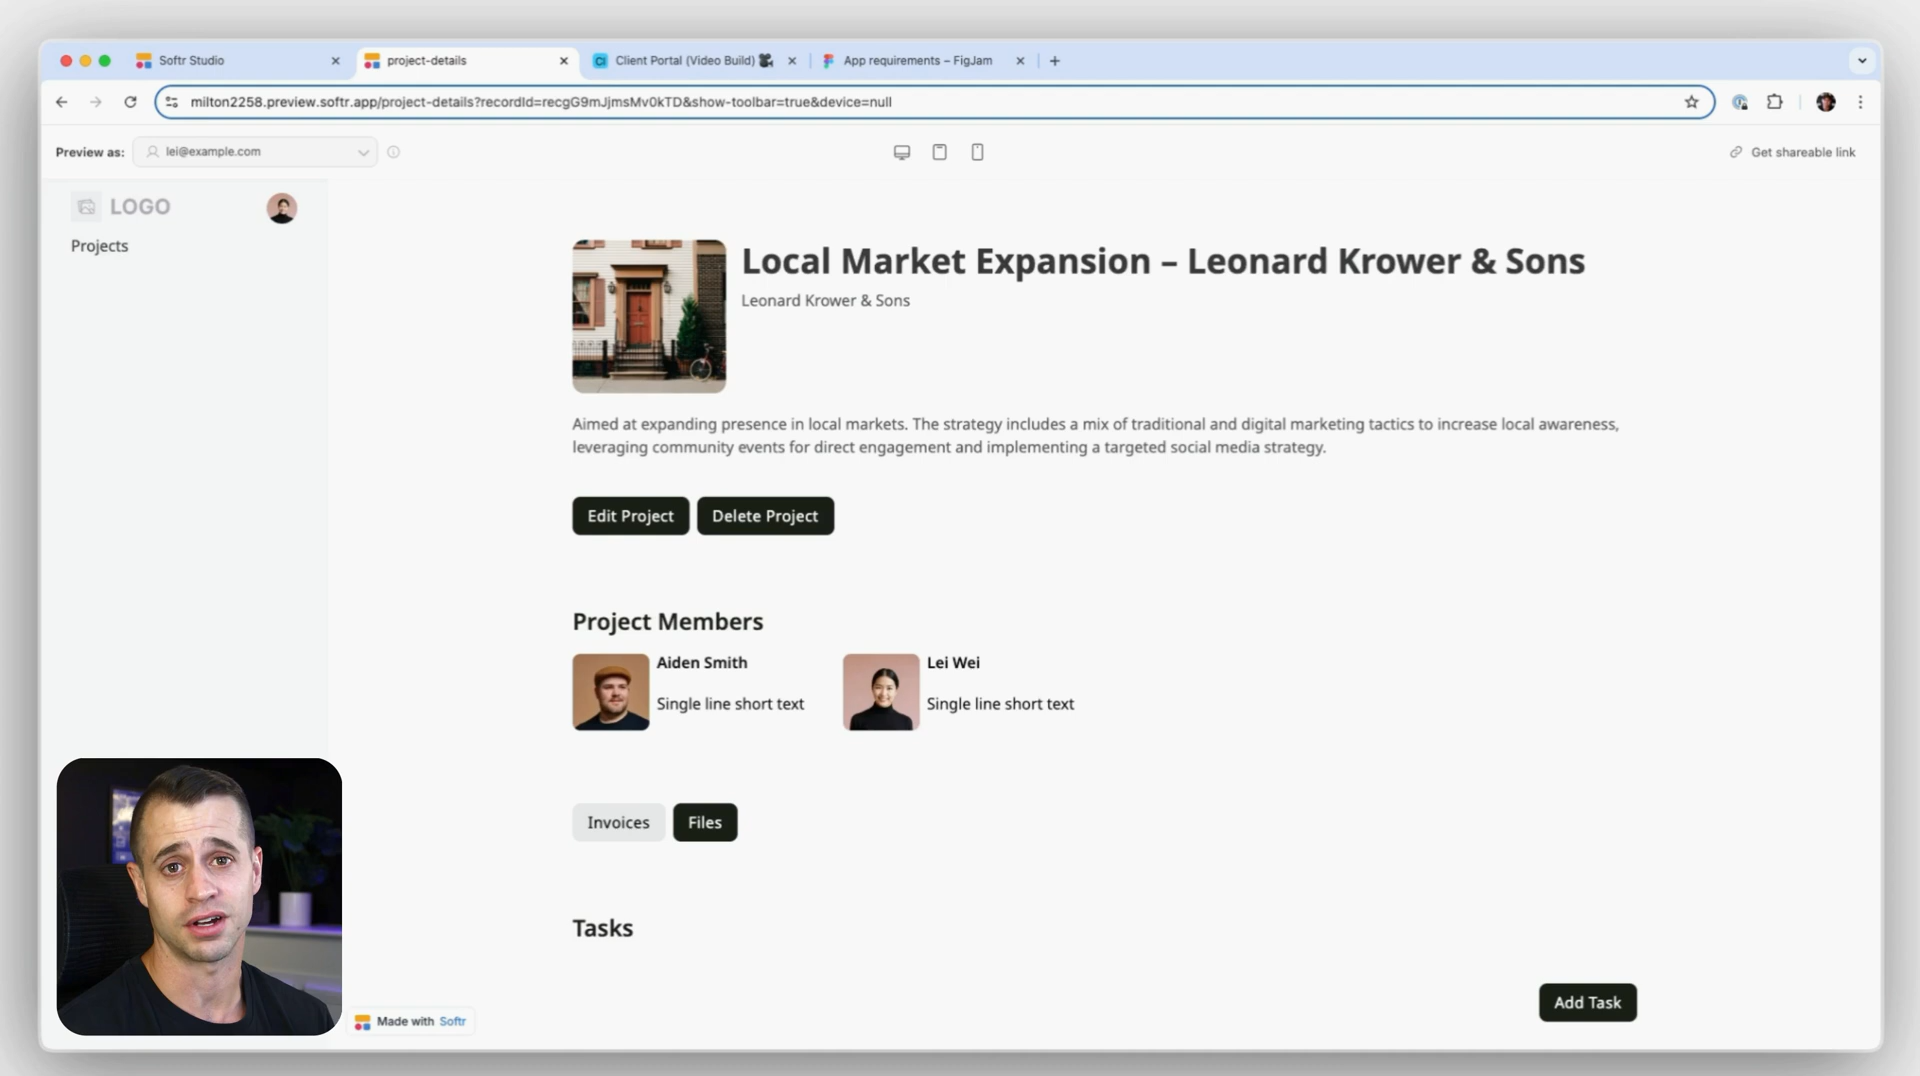 Softr Studio
project-details
Client Portal (Video Build)
App requirements – FigJam
milton2258.preview.softr.app/project-details?recordId=recgG9mJjmsMv0kTD&show-toolbar=true&device=null
Preview as:
lei@example.com
Get shareable link
LOGO
Projects
Local Market Expansion – Leonard Krower & Sons
Leonard Krower & Sons
Aimed at expanding presence in local markets. The strategy includes a mix of traditional and digital marketing tactics to increase local awareness,
leveraging community events for direct engagement and implementing a targeted social media strategy.
Edit Project
Delete Project
Project Members
Aiden Smith
Single line short text
Lei Wei
Single line short text
Invoices
Files
Tasks
Add Task
Made with Softr